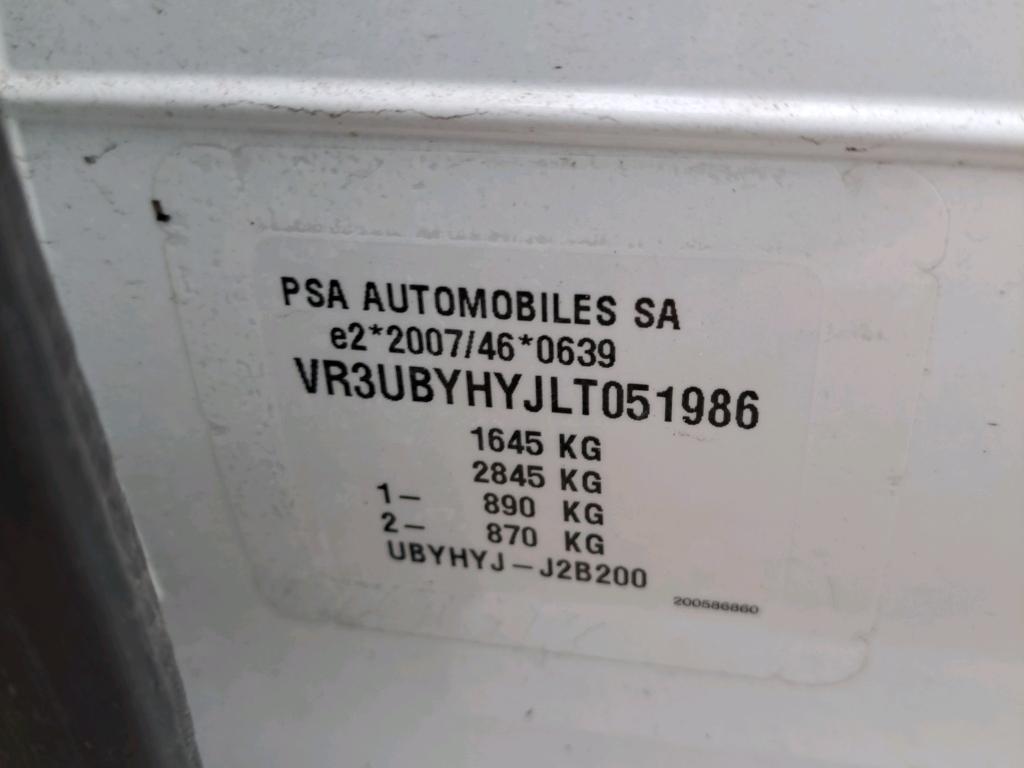 PSA AUTOMOBILES SA
e2*2007/46*0639
VR3UBYHYJLT051986
1645 KG
2845 KG
1- 890 KG
2- 870 KG
UBYHYJ-J2B200
200586860